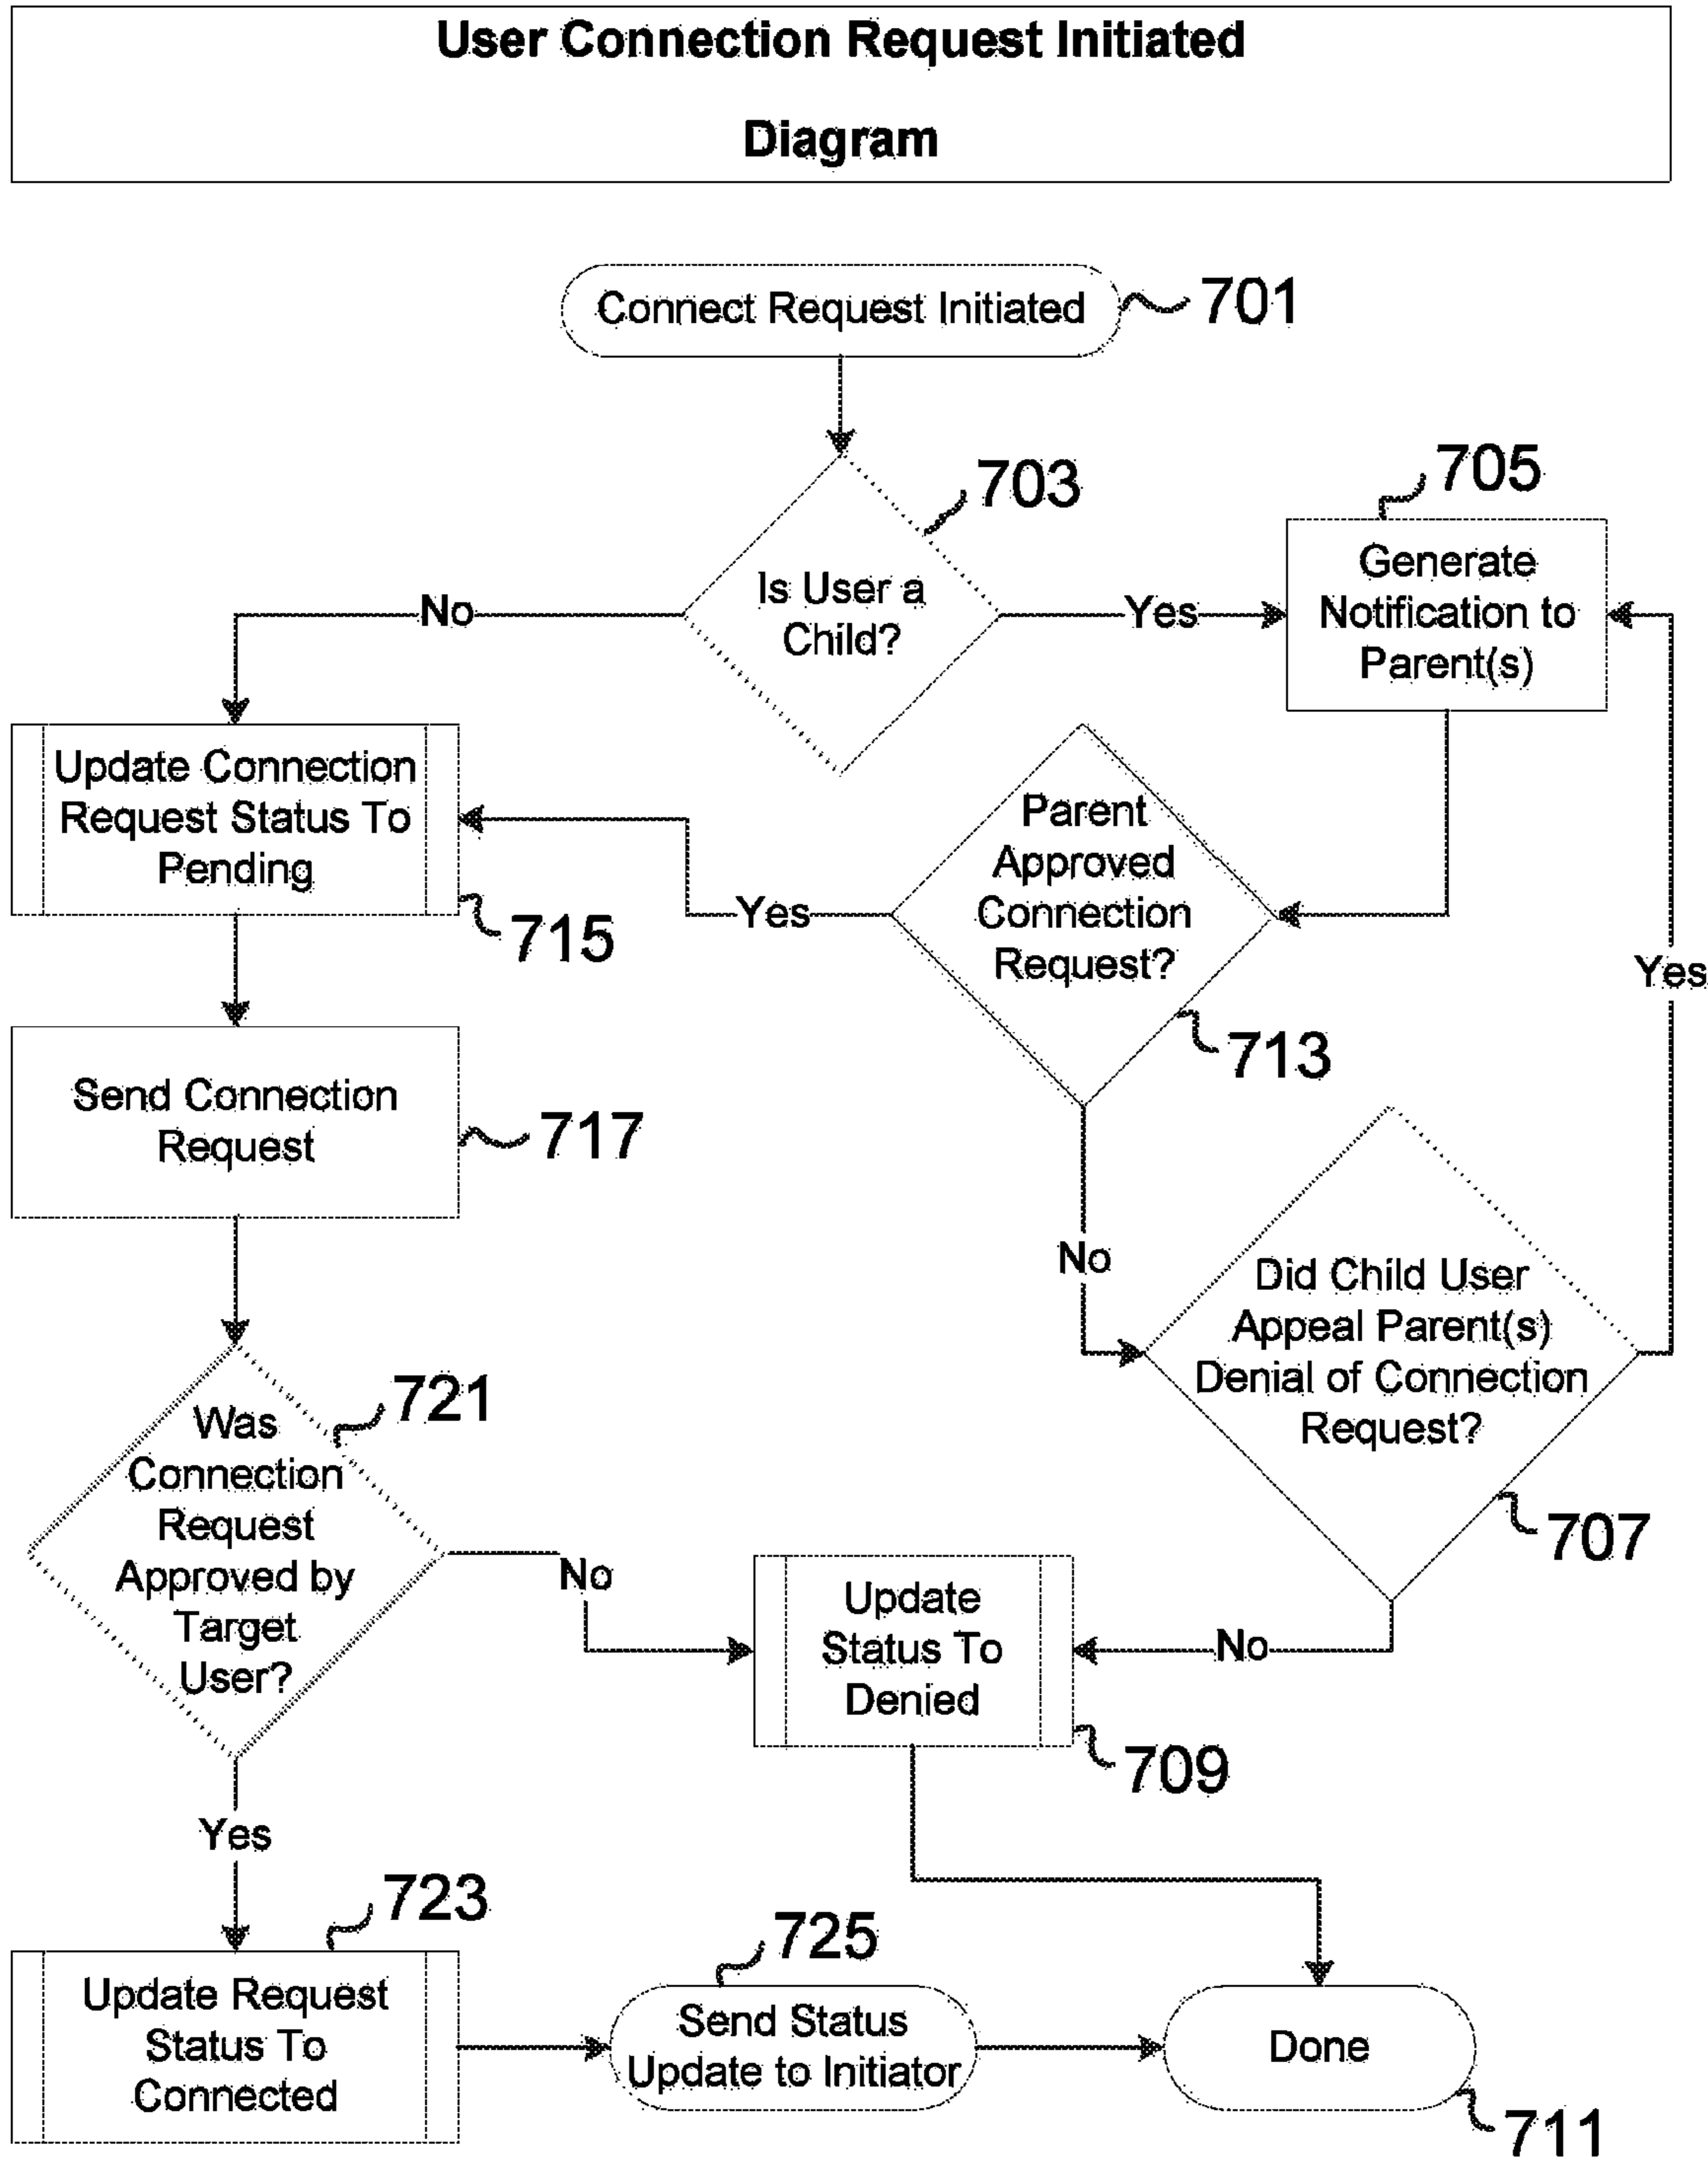 User Connection Request Initiated
Diagram
Connect Request Initiated
701
703
Is User a
Child?
No
Yes
705
Generate
Notification to
Parent(s)
Update Connection
Request Status To
Pending
715
Yes
Parent
Approved
Connection
Request?
713
Yes
Send Connection
Request
717
No
Did Child User
Appeal Parent(s)
Denial of Connection
Request?
707
721
Was
Connection
Request
Approved by
Target
User?
No
Update
Status To
Denied
709
No
Yes
723
Update Request
Status To
Connected
725
Send Status
Update to Initiator
Done
711